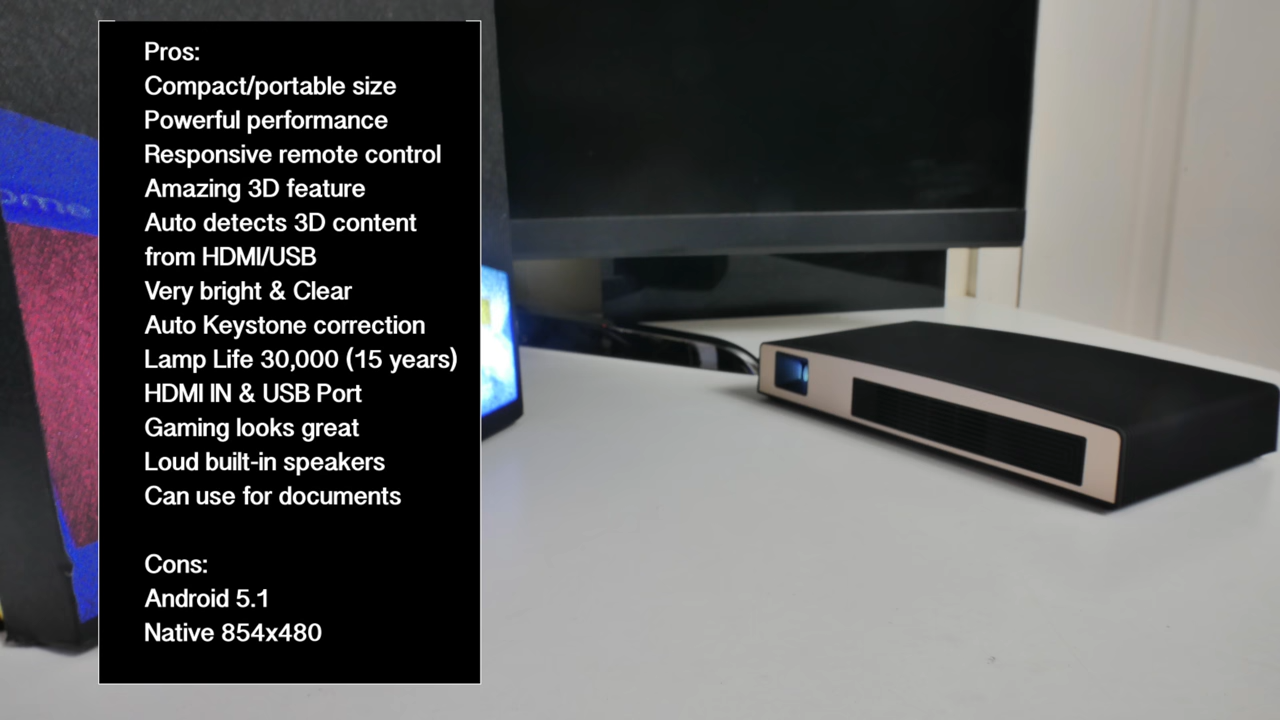 Pros:
Compact/portable size
Powerful performance
Responsive remote control
Amazing 3D feature
Auto detects 3D content
from HDMI/USB
Very bright & Clear
Auto Keystone correction
Lamp Life 30,000 (15 years)
HDMI IN & USB Port
Gaming looks great
Loud built-in speakers
Can use for documents
Cons:
Android 5.1
Native 854x480